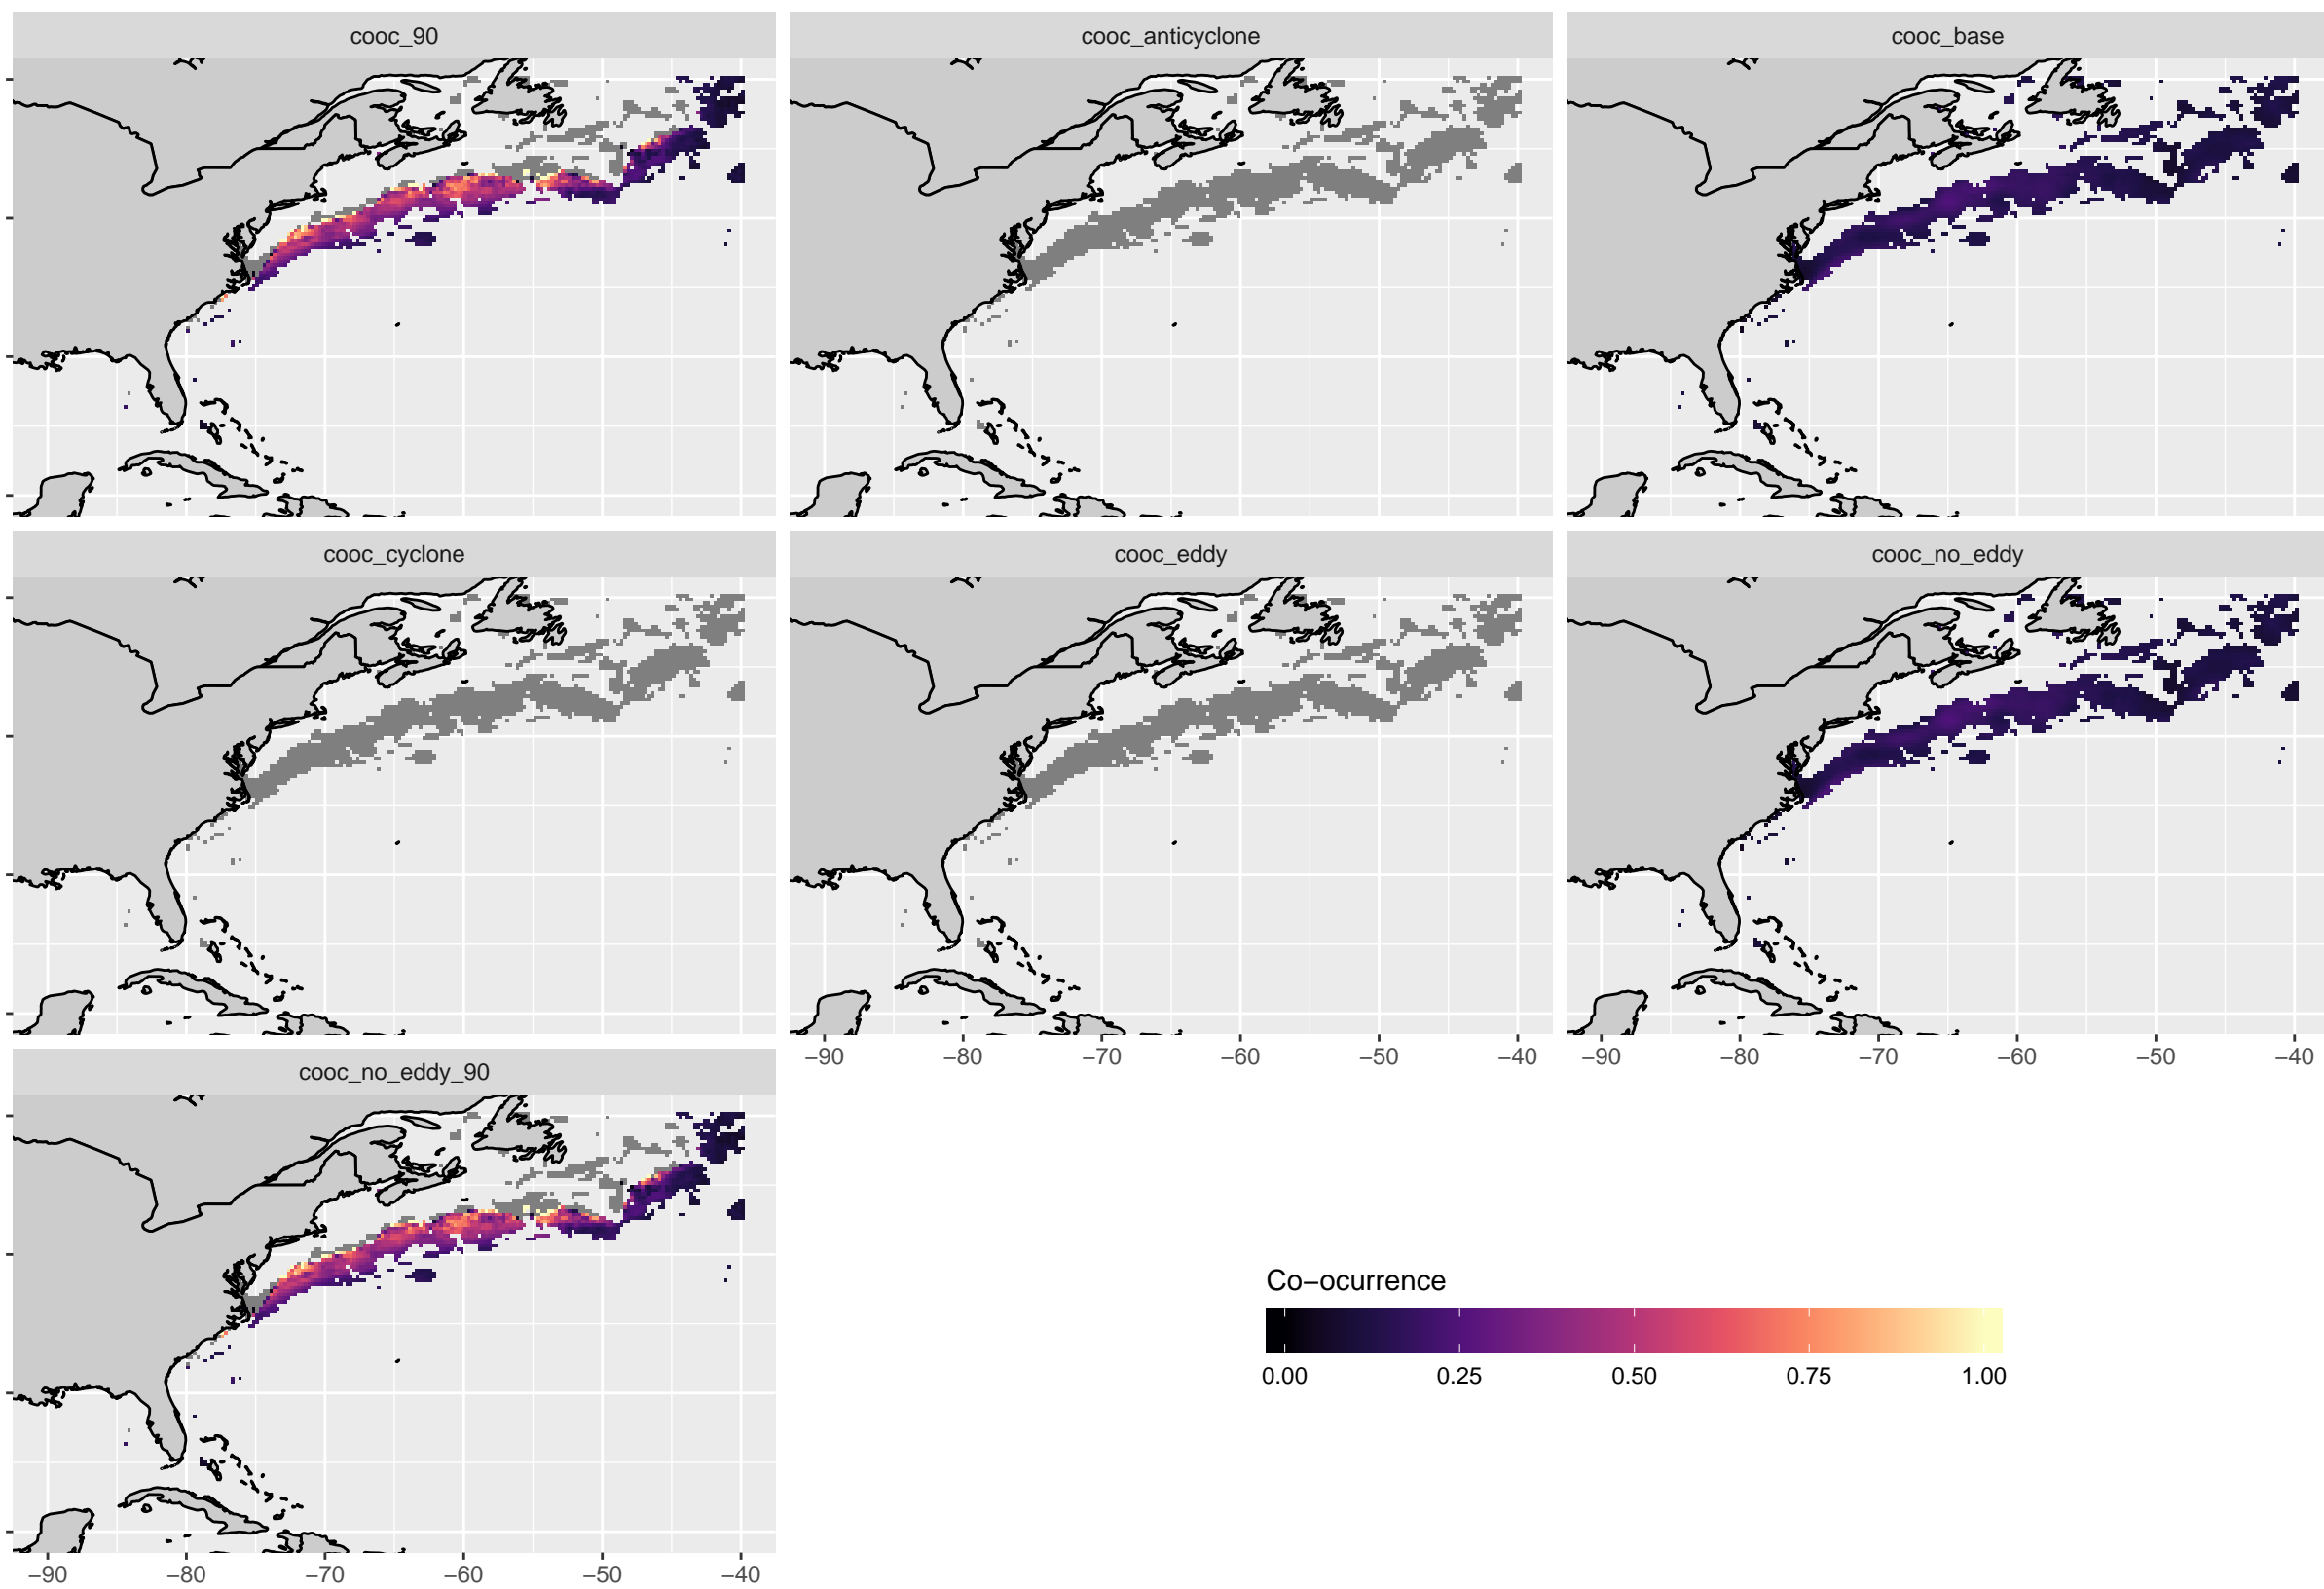 cooc_90 cooc_anticyclone cooc_base
cooc_cyclone cooc_eddy cooc_no_eddy
−90 −80 −70 −60 −50 −40 −90 −80 −70 −60 −50 −40
cooc_no_eddy_90
Co−ocurrence
0.00 0.25 0.50 0.75 1.00
−90 −80 −70 −60 −50 −40